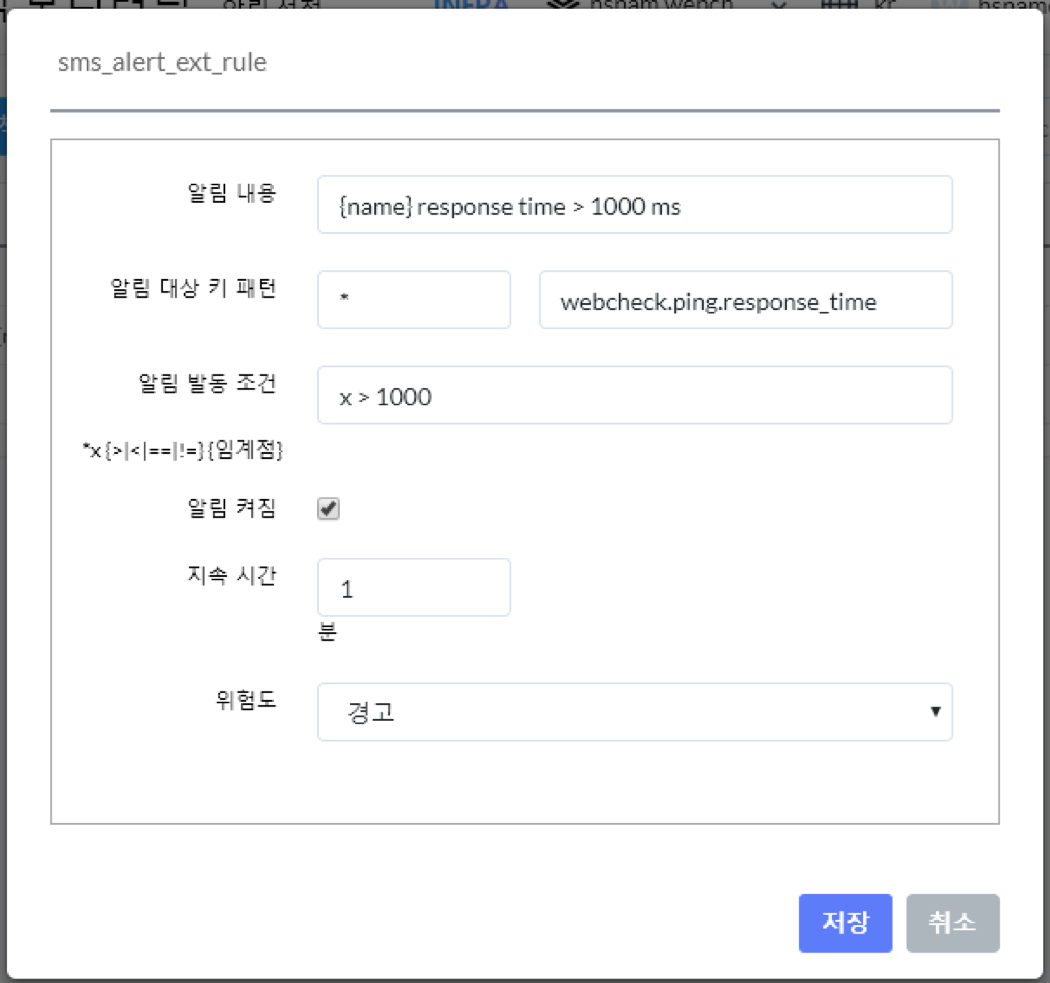 INFRA
sms_alert_ext_rule
알림 내용
{name} response time > 1000 ms
알림 대상 키 패턴
*
webcheck.ping.response_time
알림 발동 조건
x > 1000
*x{>|<|==|!=}{임계점}
알림 켜짐
지속 시간
1
분
위험도
경고
저장
취소